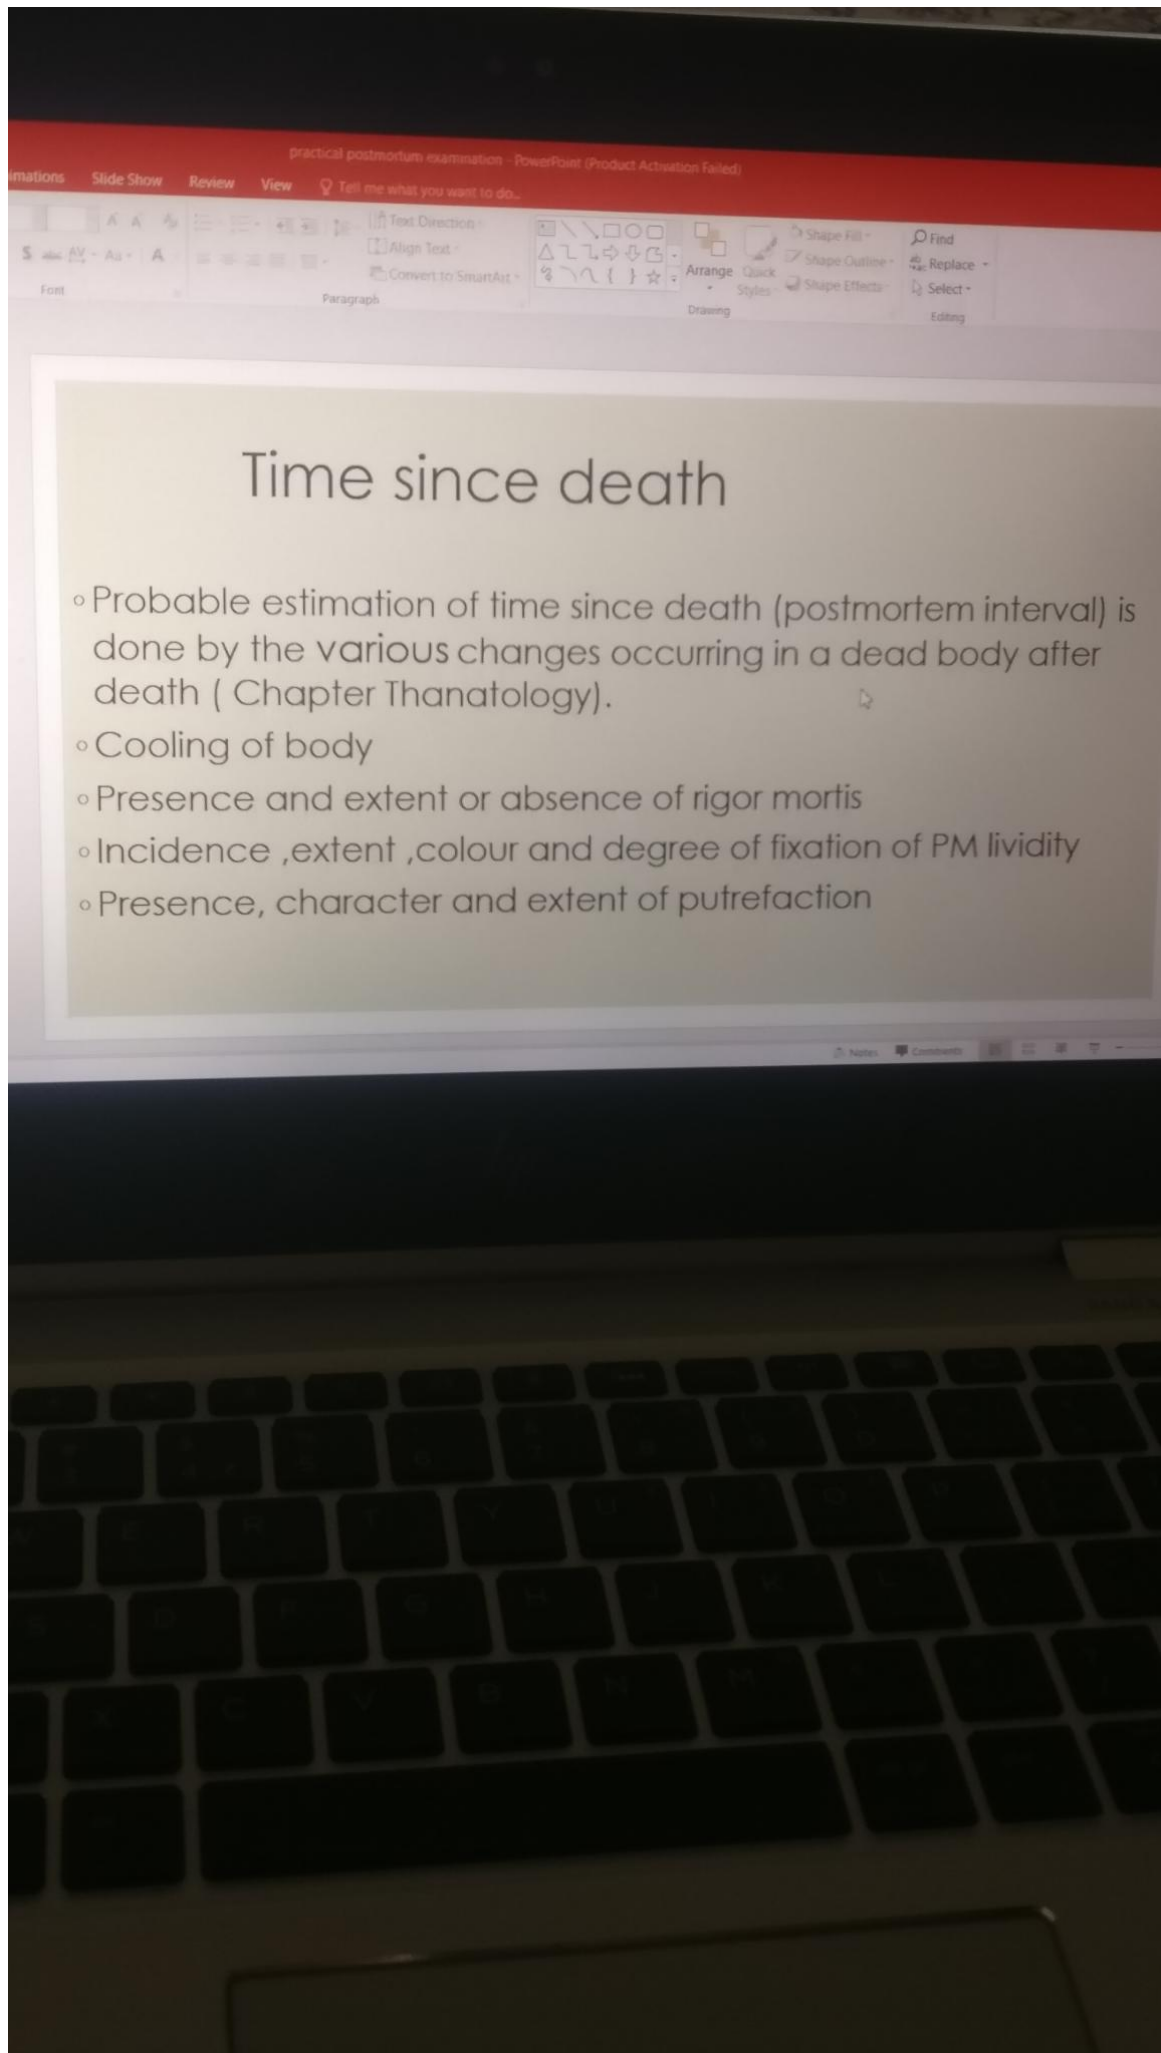 practical postmortum examination - PowerPoint (Product Activation Failed)
imations Slide Show Review View Tell me what you want to do...
Text Direction
Align Text
Convert to SmartArt
Font
Paragraph
Arrange
Quick Styles
Drawing
Shape Fill
Shape Outline
Shape Effects
Find
Replace
Select
Editing
Time since death
Probable estimation of time since death (postmortem interval) is
done by the various changes occurring in a dead body after
death ( Chapter Thanatology).
Cooling of body
Presence and extent or absence of rigor mortis
Incidence ,extent ,colour and degree of fixation of PM lividity
Presence, character and extent of putrefaction
Notes Comments
E R T Y U I O P
D F G H J K L
X C V B N M